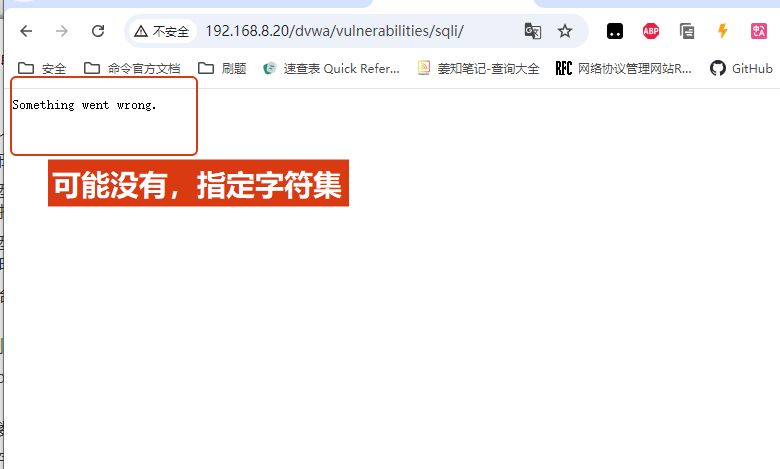 不安全 192.168.8.20/dvwa/vulnerabilities/sqli/ ABP
安全 命令官方文档 刷题 速查表 Quick Refer... 姜知笔记-查询大全 RFC 网络协议管理网站R... GitHub
Something went wrong.
可能没有，指定字符集